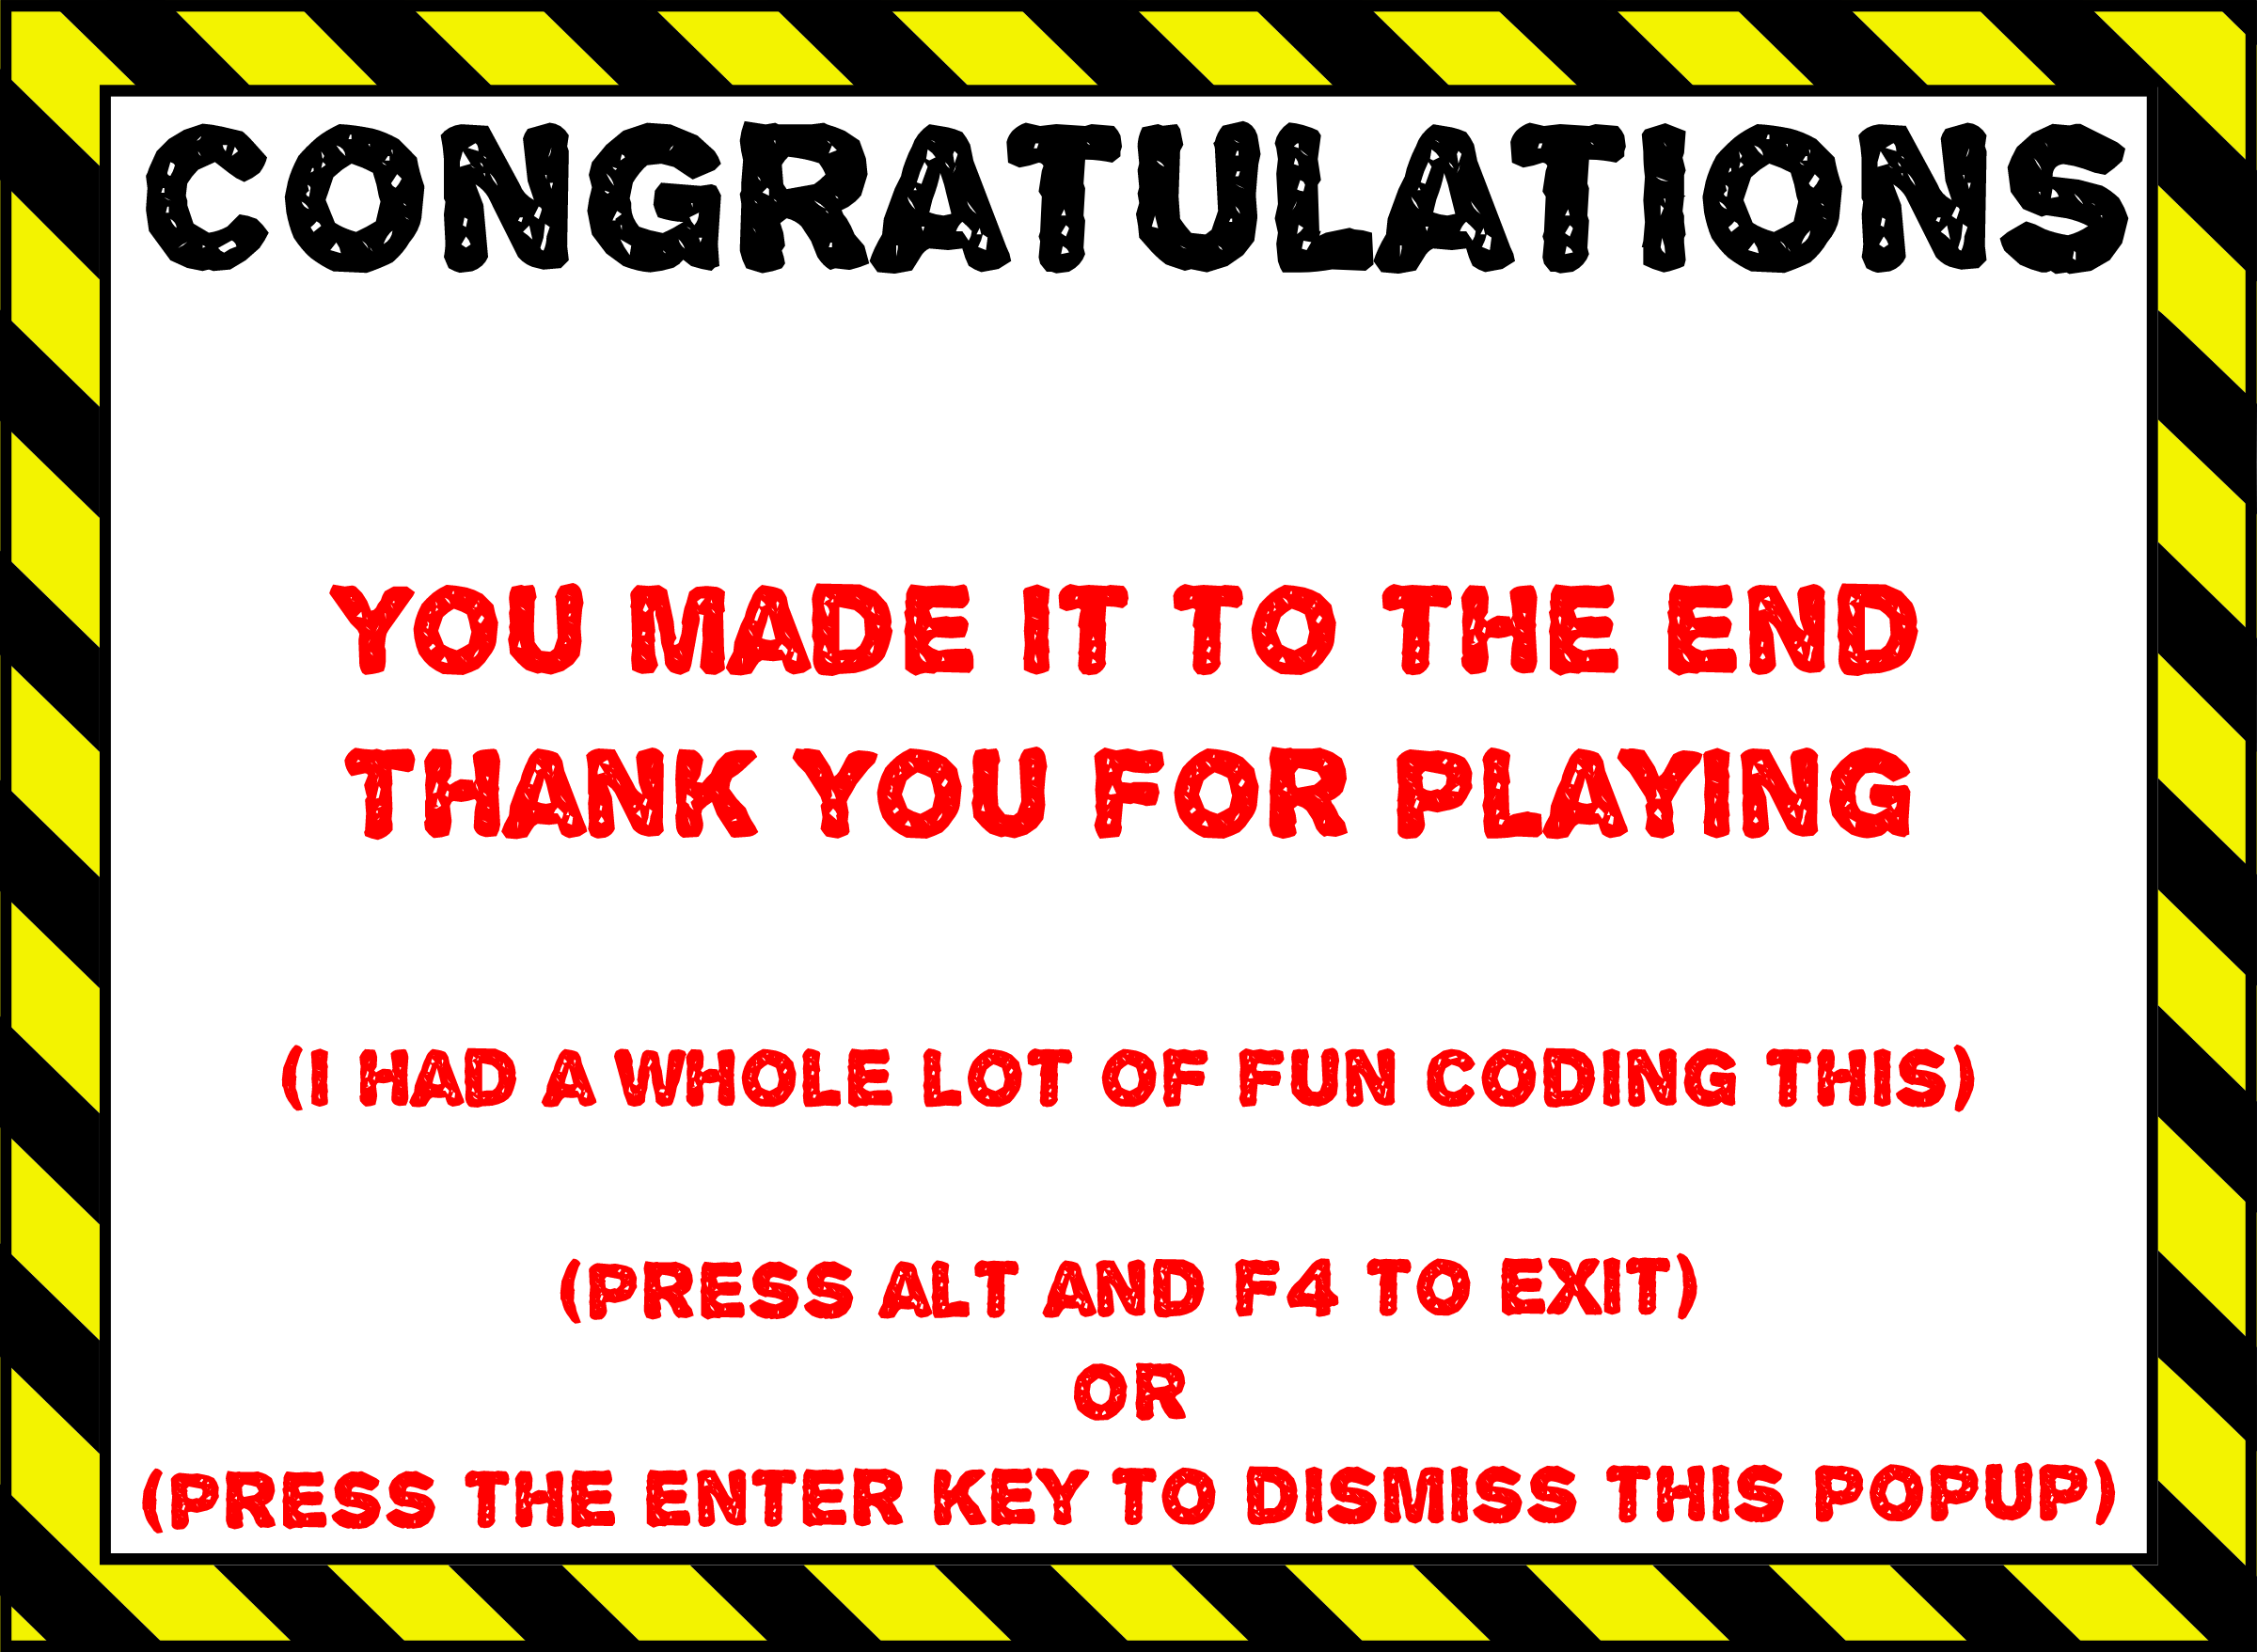 CONGRATULATIONS
YOU MADE IT TO THE END
THANK YOU FOR PLAYING
( I HAD A WHOLE LOT OF FUN CODING THIS)
(PRESS ALT AND F4 TO EXIT)
OR
(PRESS THE ENTER KEY TO DISMISS THIS POPUP)